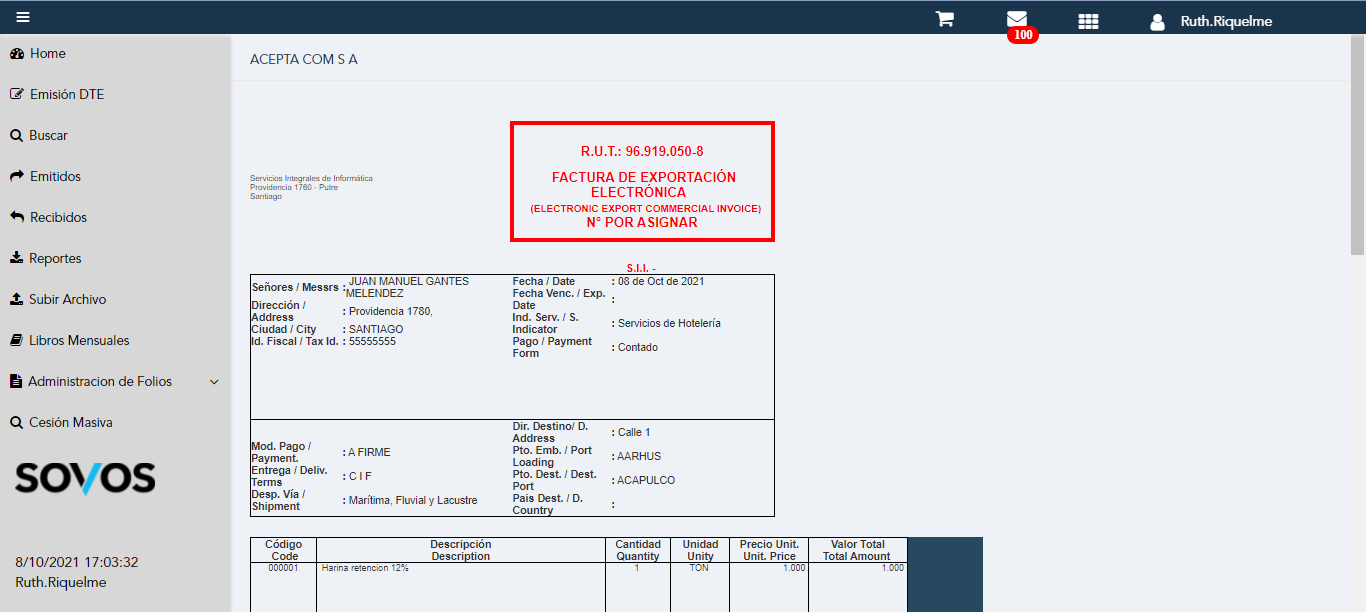 Ruth.Riquelme
100
Home
Emisión DTE
Buscar
Emitidos
Recibidos
Reportes
Subir Archivo
Libros Mensuales
Administracion de Folios
Cesión Masiva
SOVOS
8/10/2021 17:03:32
Ruth.Riquelme
ACEPTA COM S A
Servicios Integrales de Informática
Providencia 1760 - Putre
Santiago
R.U.T.: 96.919.050-8
FACTURA DE EXPORTACIÓN
ELECTRÓNICA
(ELECTRONIC EXPORT COMMERCIAL INVOICE)
N° POR ASIGNAR
S.I.I. -
Señores / Messrs : JUAN MANUEL GANTES
MELENDEZ
Dirección /
Address : Providencia 1780,
Ciudad / City : SANTIAGO
Id. Fiscal / Tax Id. : 55555555
Fecha / Date : 08 de Oct de 2021
Fecha Venc. / Exp.
Date :
Ind. Serv. / S.
Indicator : Servicios de Hotelería
Pago / Payment
Form : Contado
Mod. Pago /
Payment. : A FIRME
Entrega / Deliv.
Terms : C I F
Desp. Vía /
Shipment : Marítima, Fluvial y Lacustre
Dir. Destino/ D.
Address : Calle 1
Pto. Emb. / Port
Loading : AARHUS
Pto. Dest. / Dest.
Port : ACAPULCO
Pais Dest. / D.
Country :
Código Descripción Cantidad Unidad Precio Unit. Valor Total
Code Description Quantity Unity Unit. Price Total Amount
000001 Harina retencion 12% 1 TON 1.000 1.000